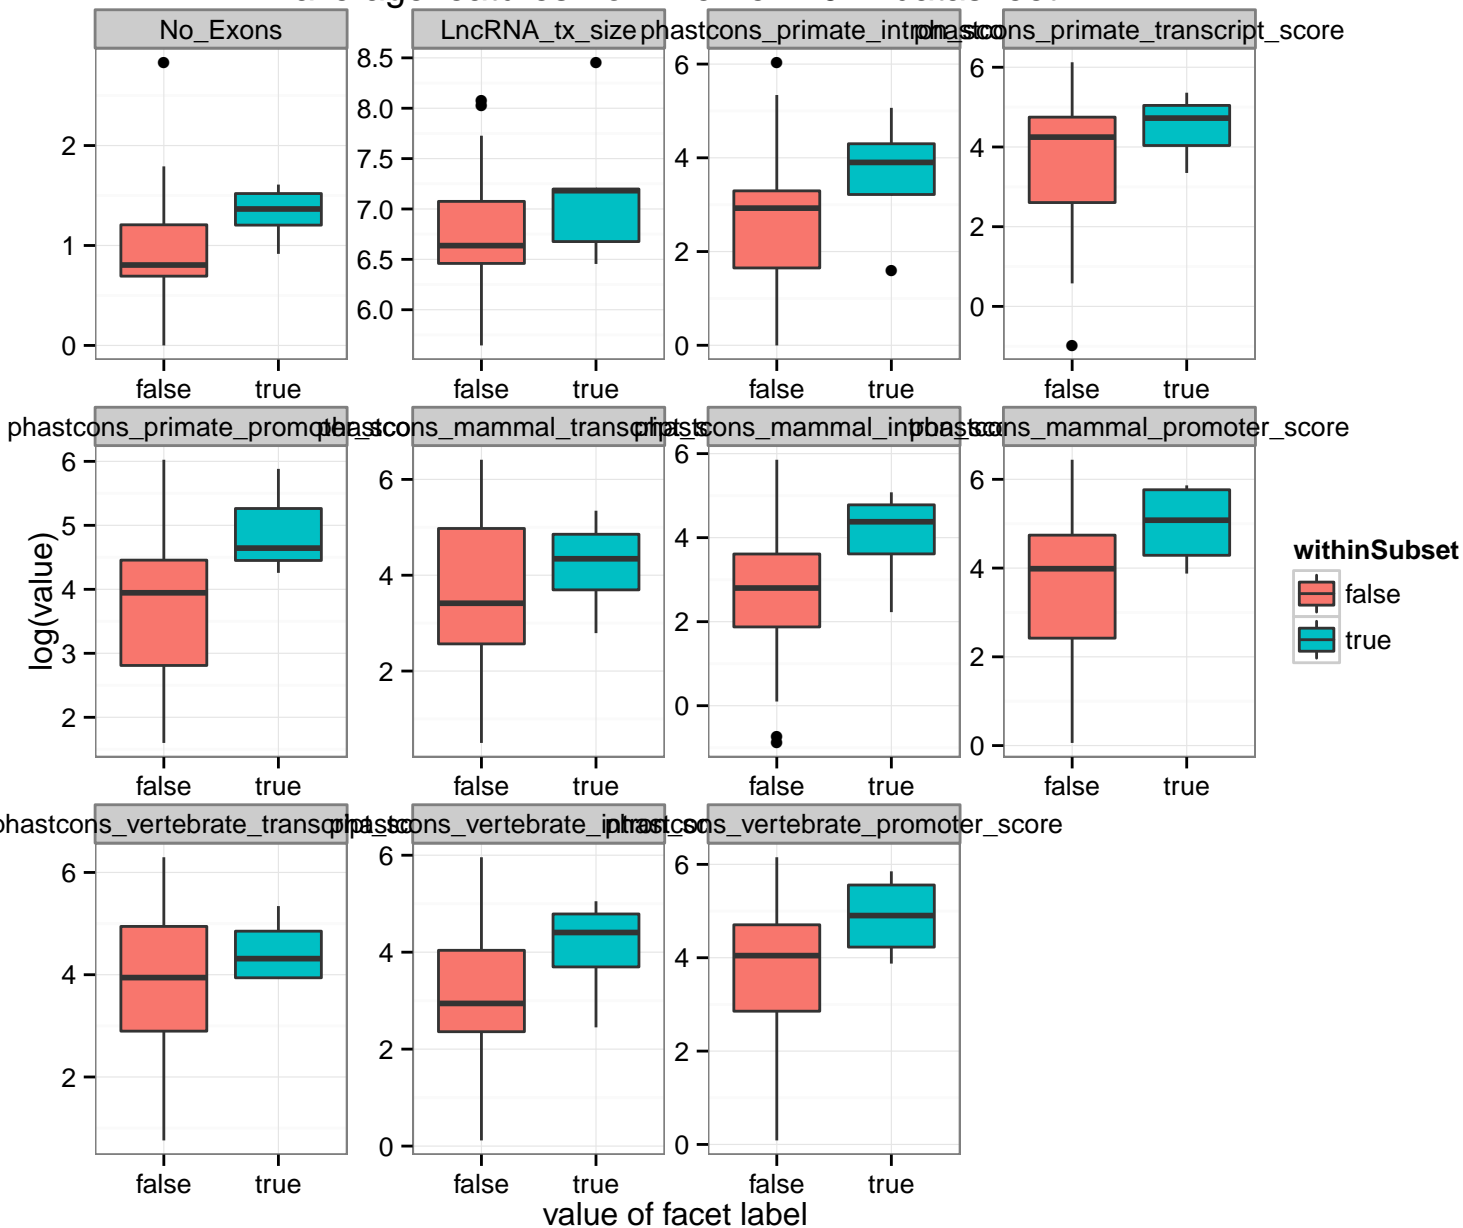 No_Exons
LncRNA_tx_size
phastcons_primate_transcript_score
2
1
0
8.5
8.0
7.5
7.0
6.5
6.0
6
4
2
0
6
4
2
0
false true
false true
false true
false true
phastcons_mammal_promoter_score
6
5
4
3
2
6
4
2
6
4
2
0
6
4
2
0
false true
false true
false true
false true
log(value)
withinSubset
false
true
phastcons_vertebrate_promoter_score
6
4
2
6
4
2
0
6
4
2
0
false true
false true
false true
value of facet label